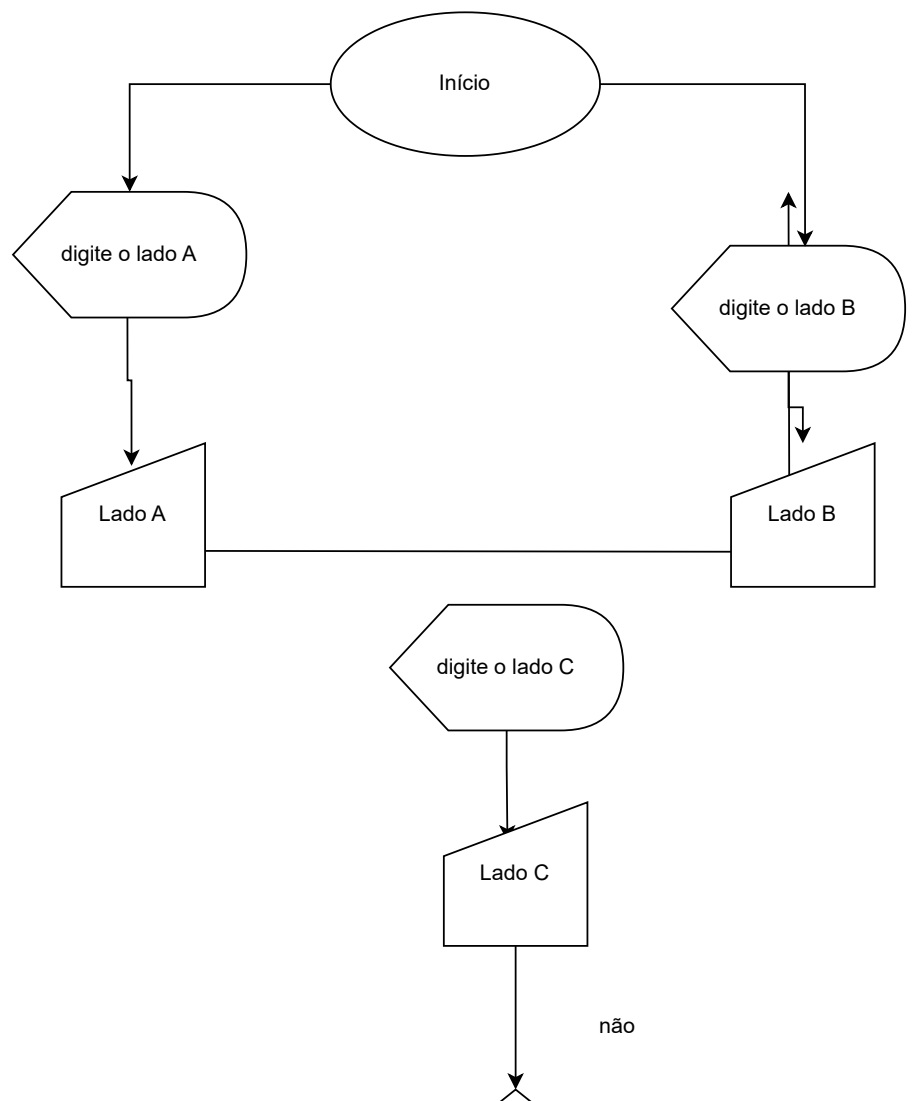 Início
digite o lado A
digite o lado B
Lado A
Lado B
digite o lado C
Lado C
não